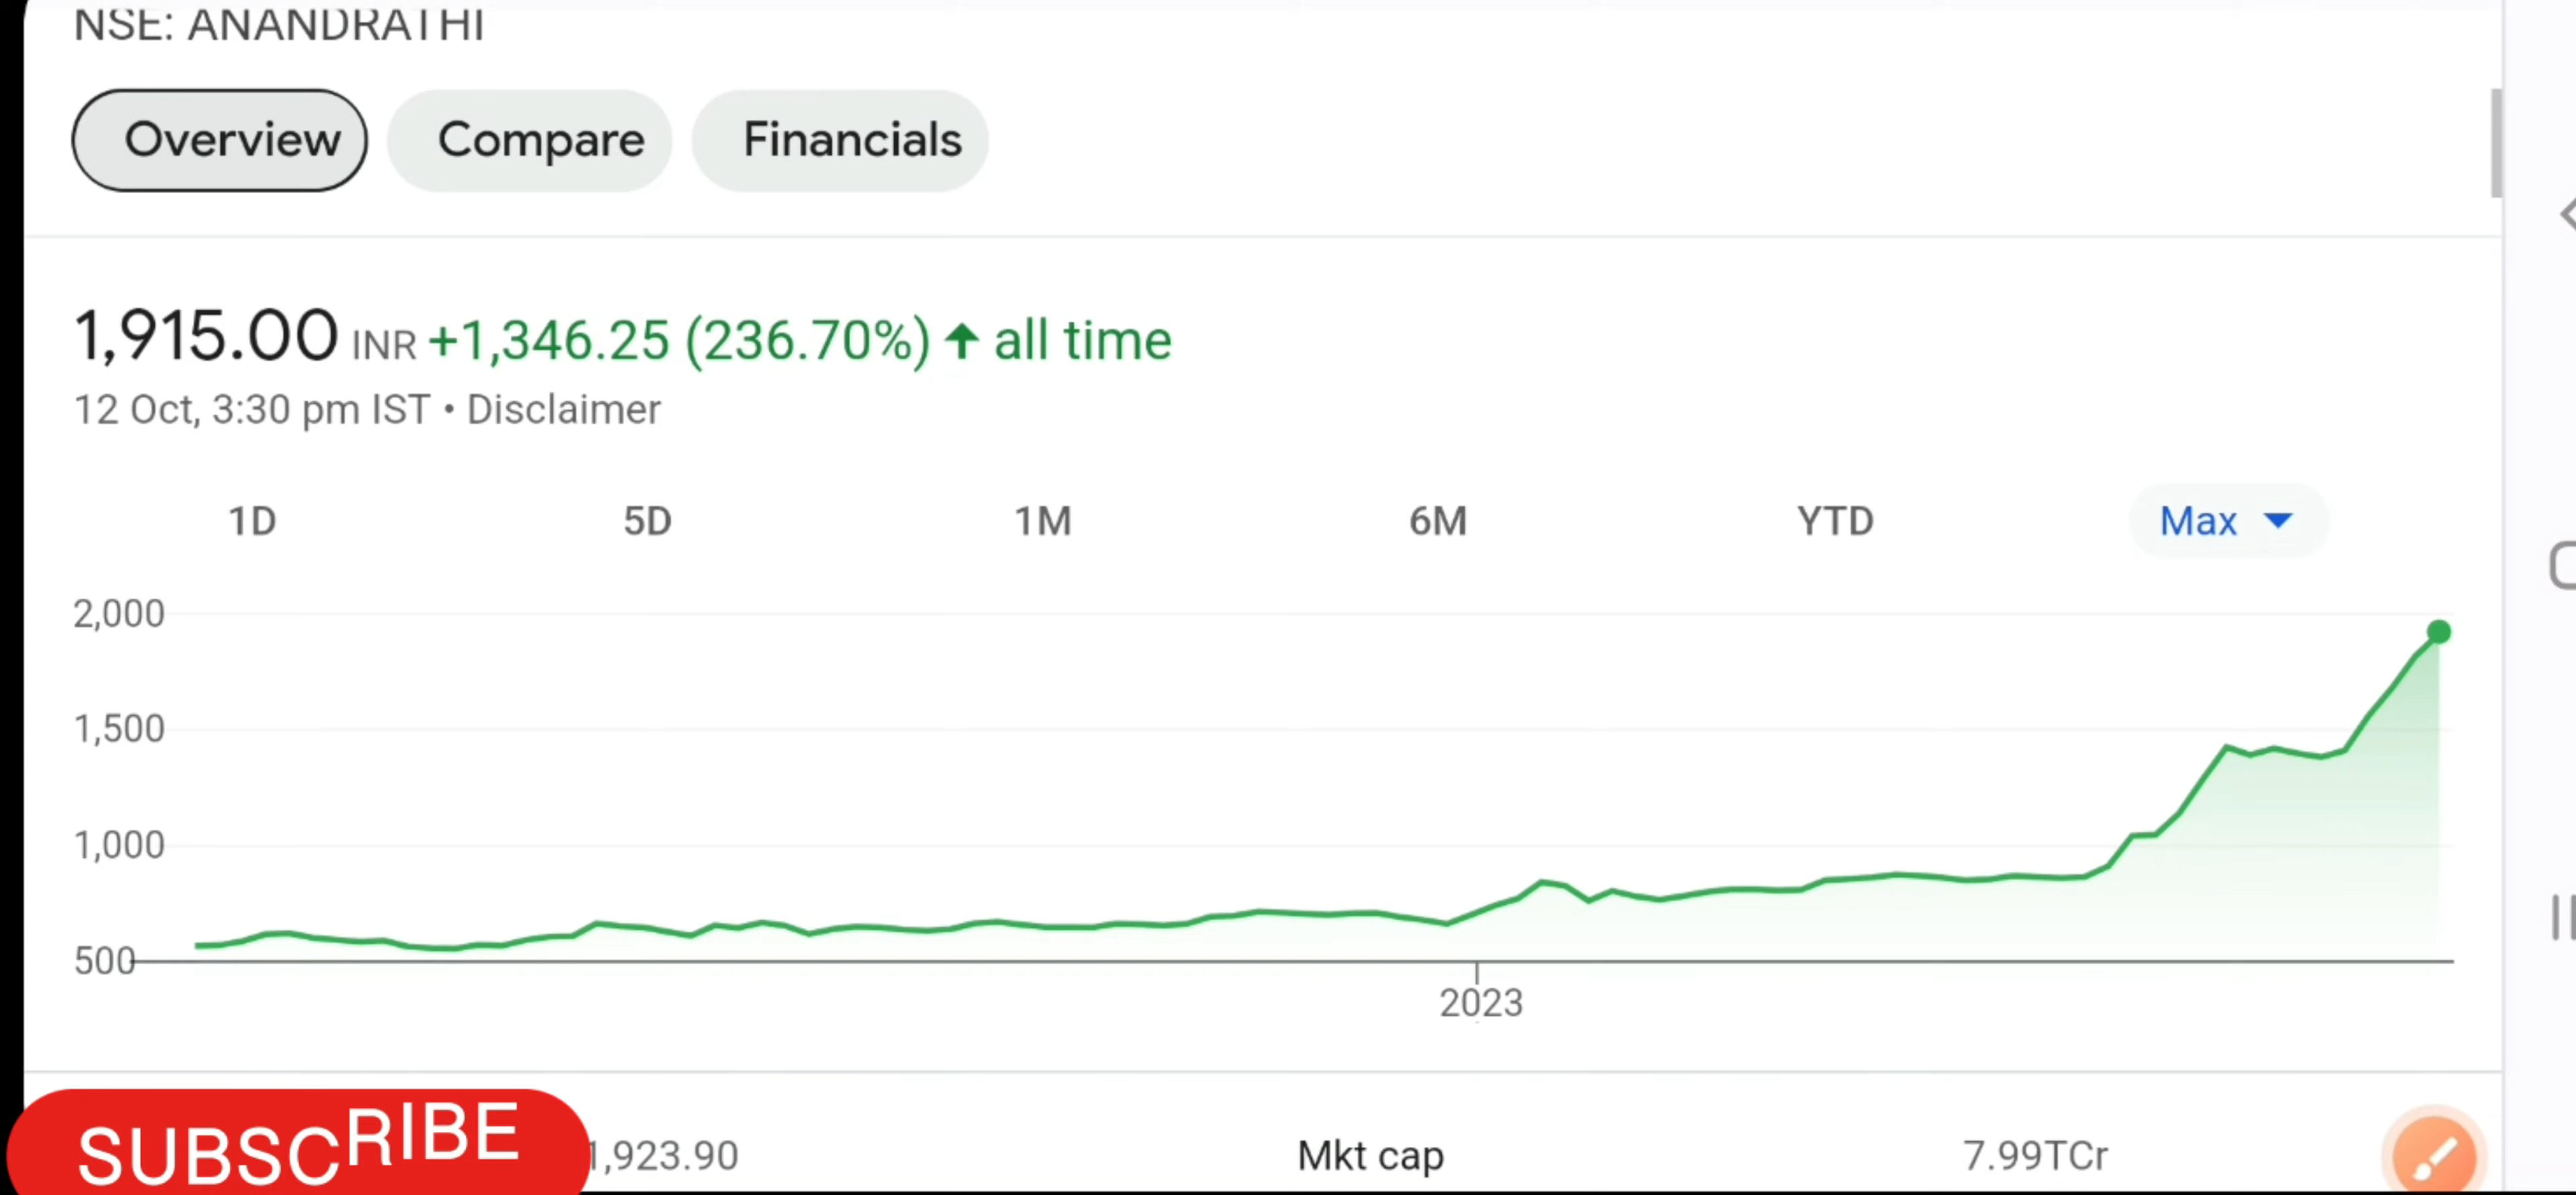 NSE: ANANDRATHI
Overview Compare Financials
1,915.00 INR +1,346.25 (236.70%) ↑ all time
12 Oct, 3:30 pm IST • Disclaimer
1D 5D 1M 6M YTD Max
2,000
1,500
1,000
500
2023
SUBSCRIBE 1,923.90 Mkt cap 7.99TCr